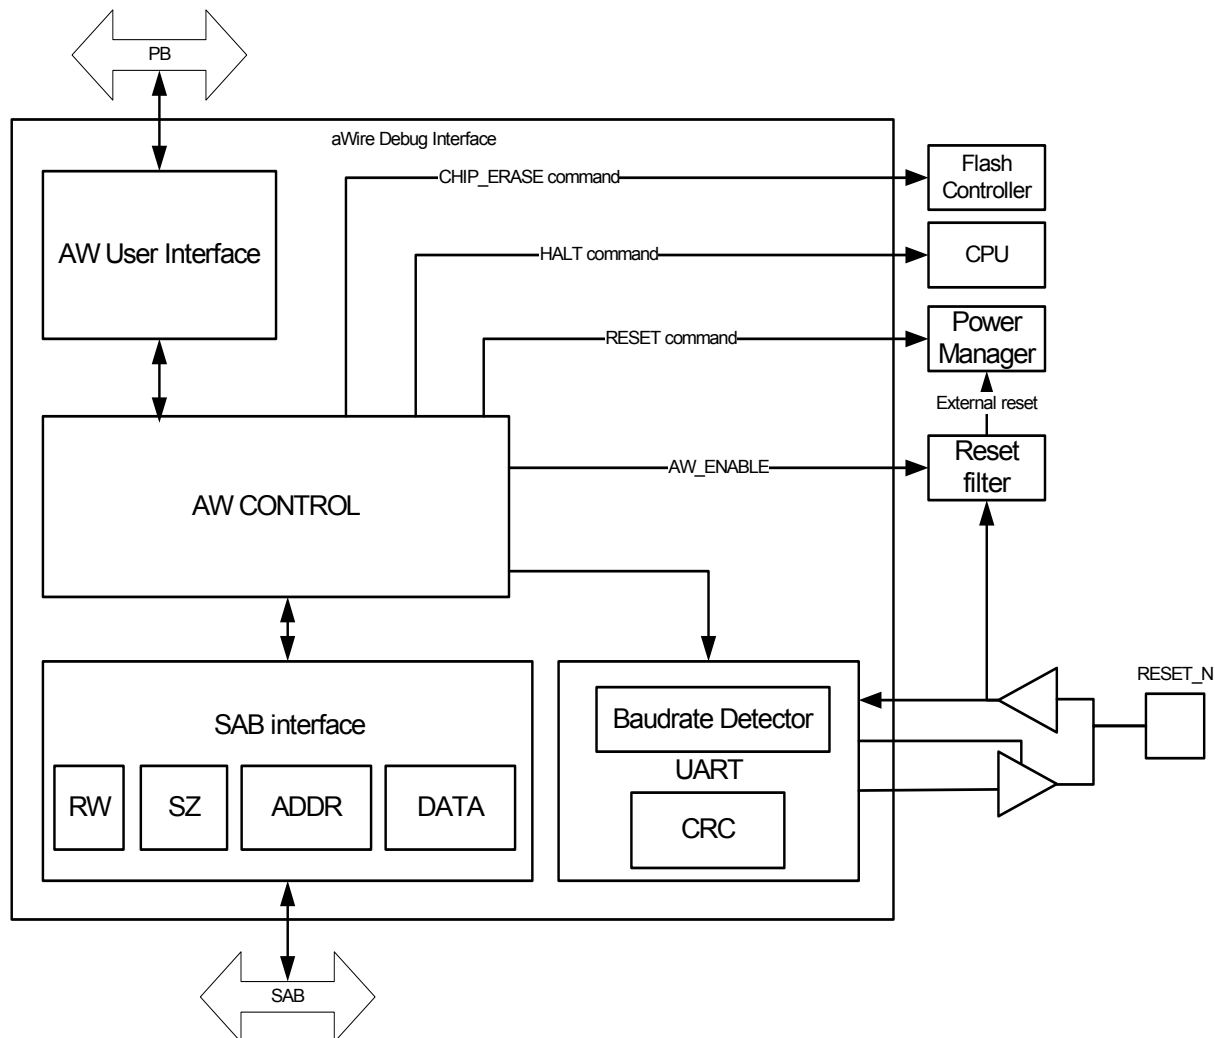 PB
aWire Debug Interface
CHIP_ERASE command
Flash
Controller
AW User Interface
HALT command
CPU
RESET command
Power
Manager
External reset
AW CONTROL
AW_ENABLE
Reset
filter
RESET_N
SAB interface
Baudrate Detector
UART
RW
SZ
ADDR
DATA
CRC
SAB